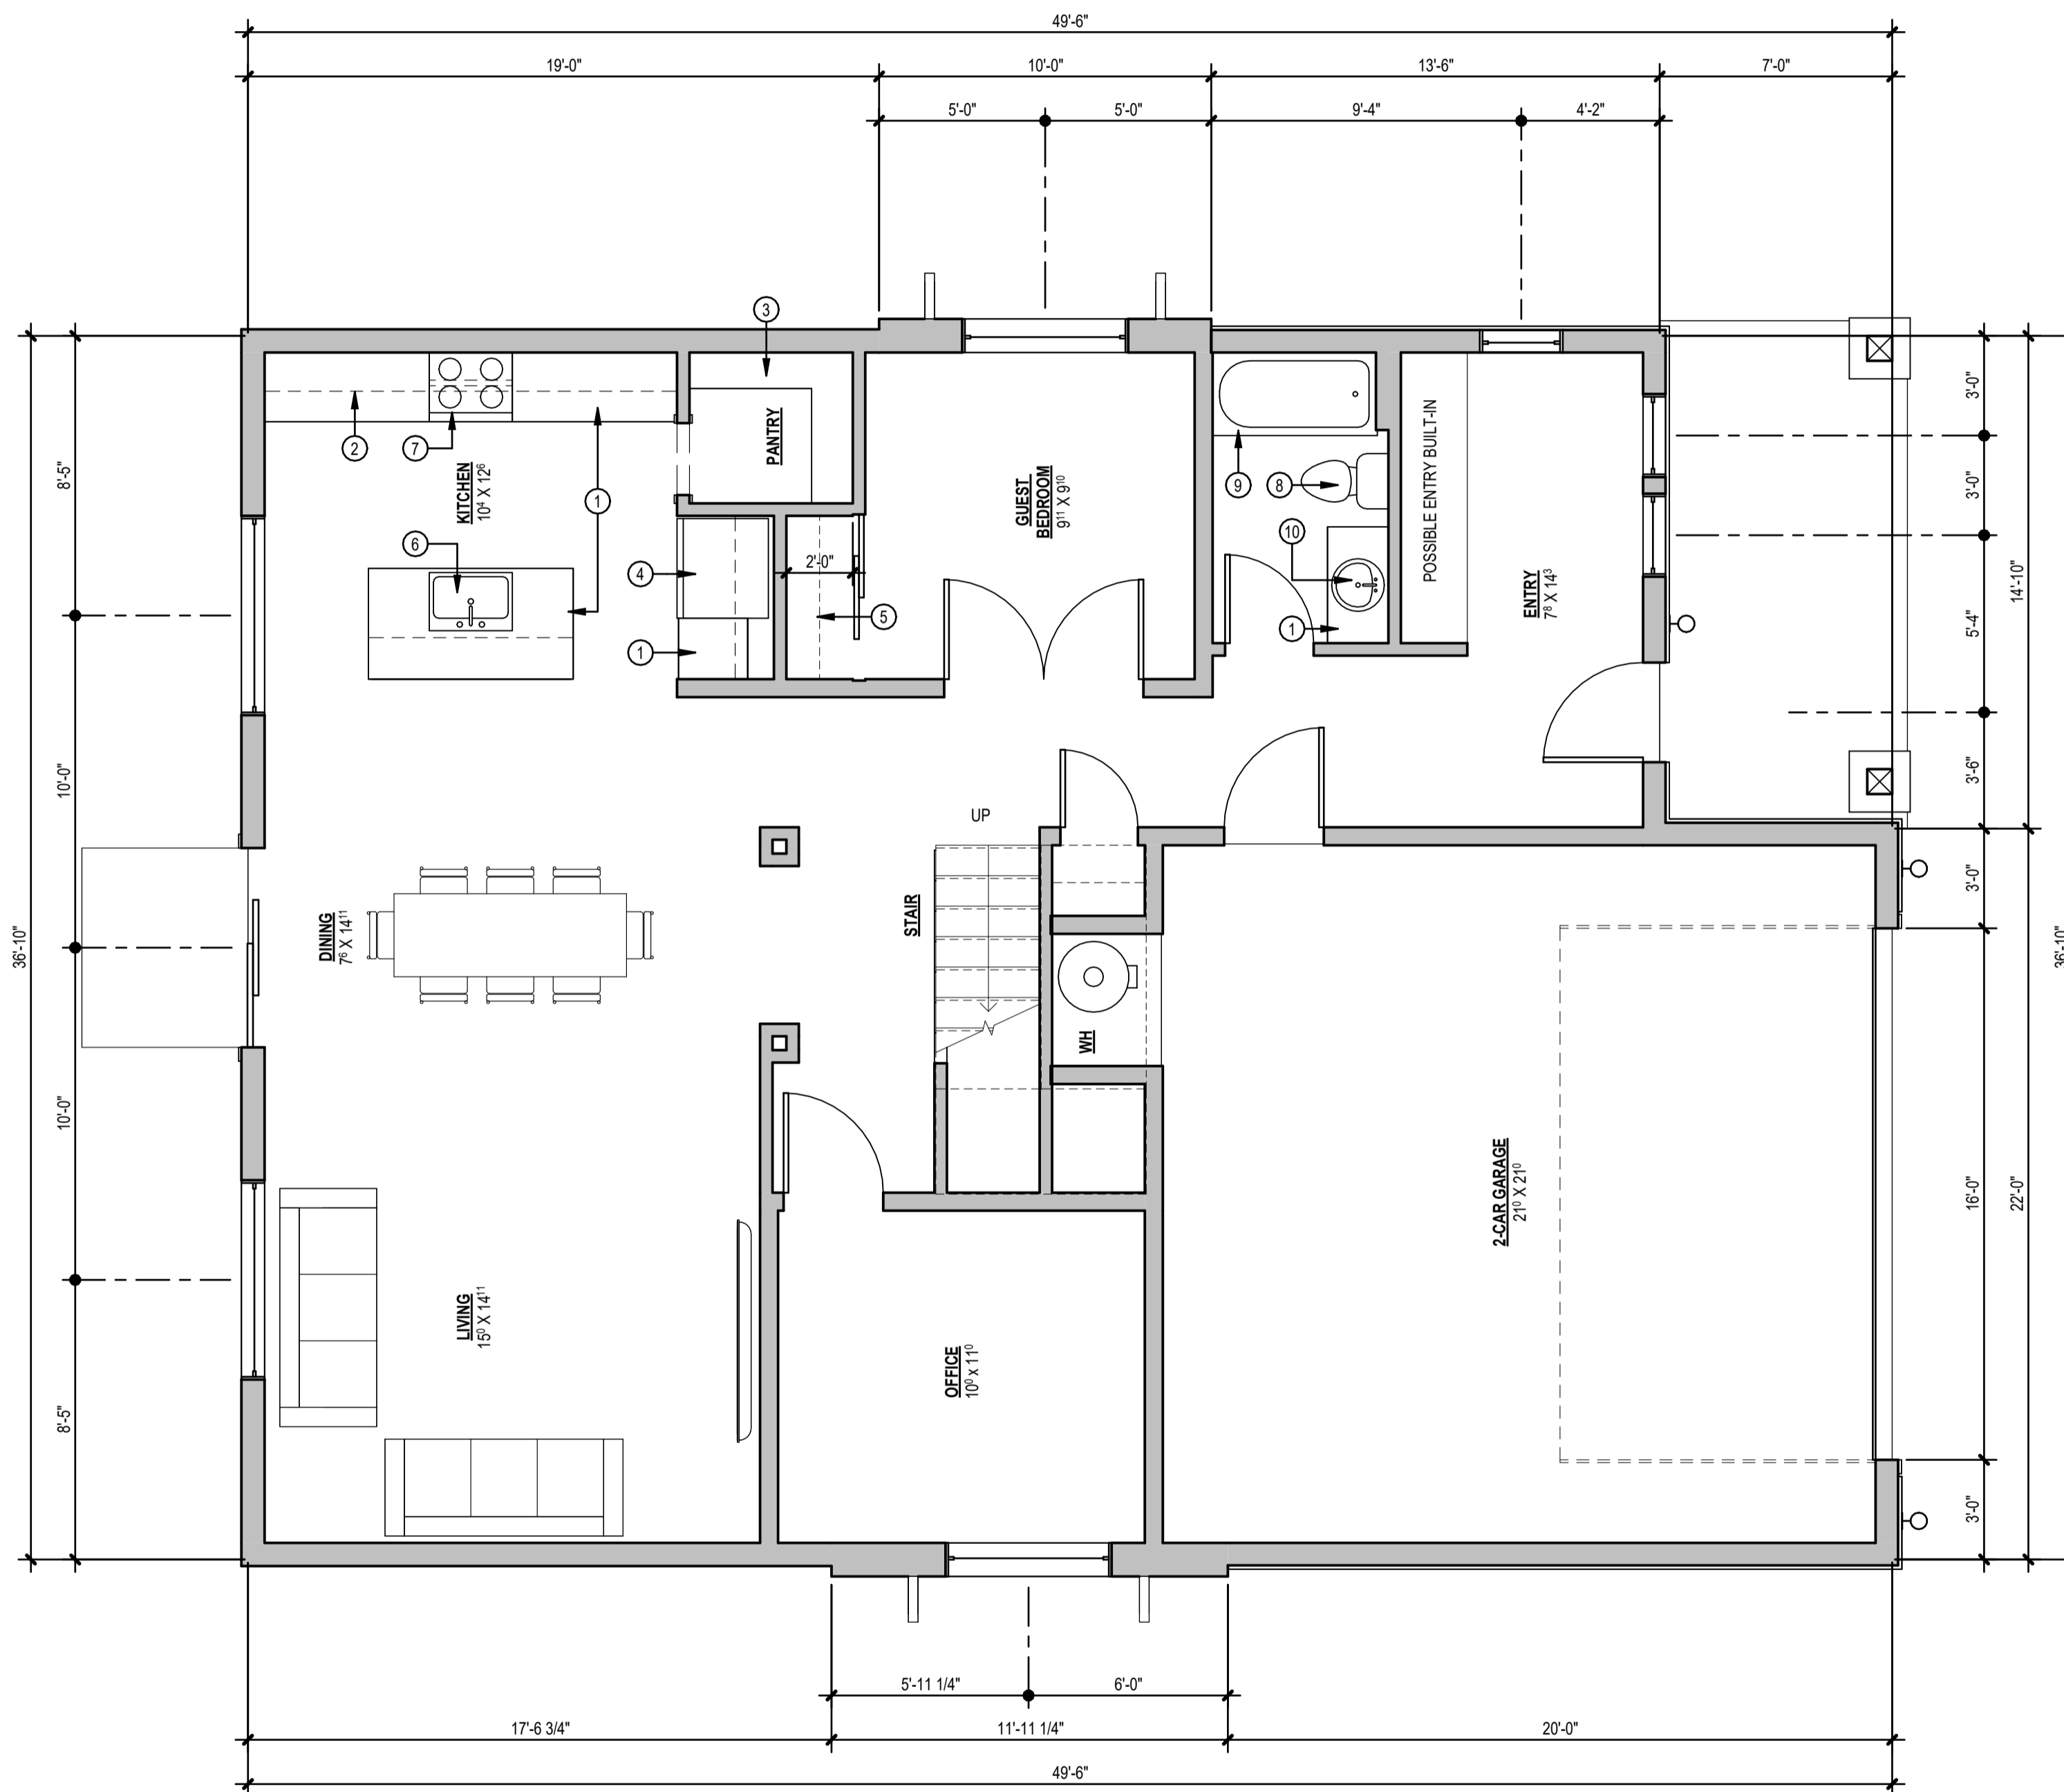 49'-6"
19'-0"
10'-0"
13'-6"
7'-0"
5'-0"
5'-0"
9'-4"
4'-2"
3
2
7
PANTRY
KITCHEN
10⁴ X 12⁶
1
6
4
1
2'-0"
5
GUEST
BEDROOM
9¹¹ X 9¹⁰
9
8
10
1
POSSIBLE ENTRY BUILT-IN
ENTRY
7⁸ X 14³
8'-5"
10'-0"
10'-0"
8'-5"
36'-10"
3'-0"
3'-0"
5'-4"
3'-6"
14'-10"
3'-0"
16'-0"
3'-0"
22'-0"
36'-10"
UP
STAIR
DINING
7⁶ X 14¹¹
WH
LIVING
15⁰ X 14¹¹
OFFICE
10⁰ X 11⁰
2-CAR GARAGE
21⁰ X 21⁰
5'-11 1/4"
6'-0"
17'-6 3/4"
11'-11 1/4"
20'-0"
49'-6"